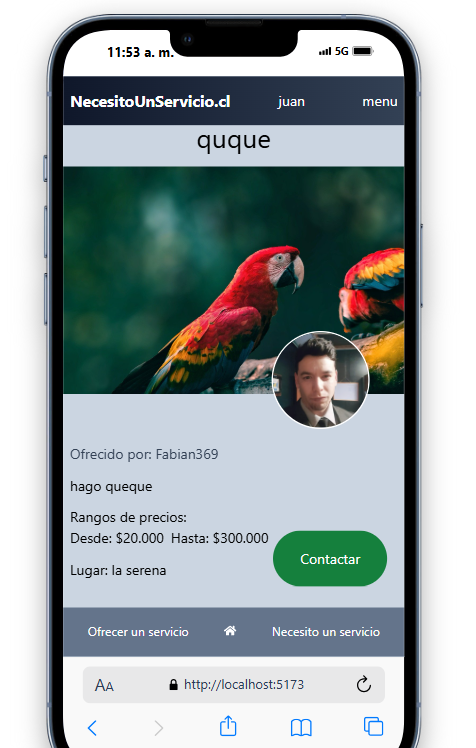 11:53 a. m.
5G
NecesitoUnServicio.cl juan menu
quque
Ofrecido por: Fabian369
hago queque
Rangos de precios:
Desde: $20.000 Hasta: $300.000
Contactar
Lugar: la serena
Ofrecer un servicio Necesito un servicio
AA http://localhost:5173